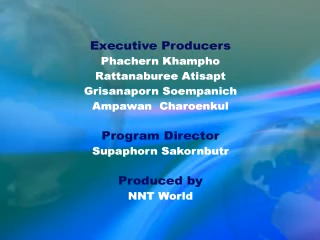 Executive Producers
Phachern Khampho
Rattanaburee Atisapt
Grisanaporn Soempanich
Ampawan Charoenkul
Program Director
Supaphorn Sakornbutr
Produced by
NNT World